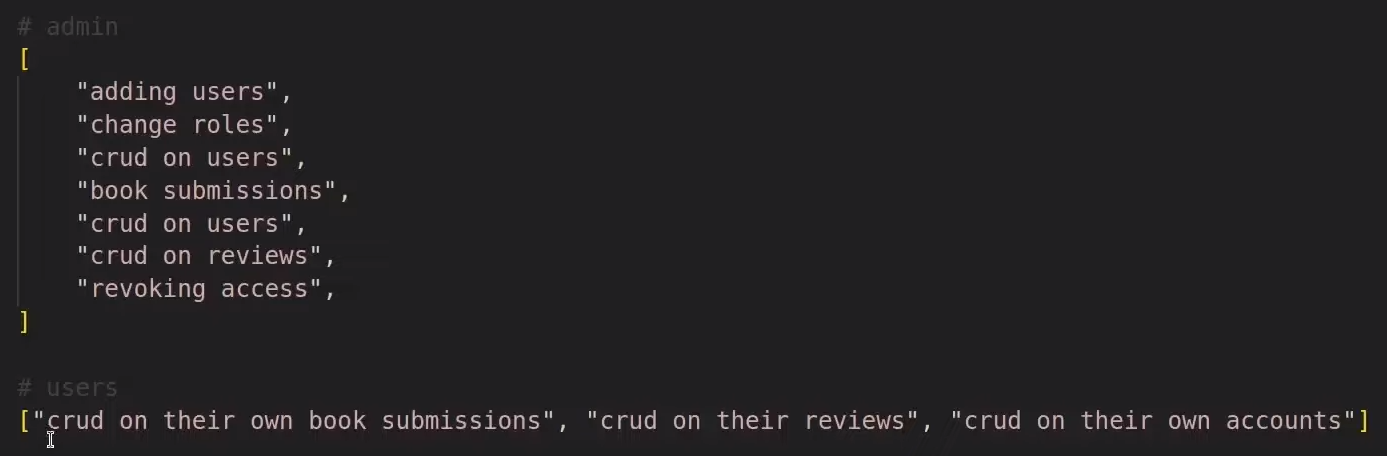 # admin
[
    "adding users",
    "change roles",
    "crud on users",
    "book submissions",
    "crud on users",
    "crud on reviews",
    "revoking access",
]
# users
["crud on their own book submissions", "crud on their reviews", "crud on their own accounts"]